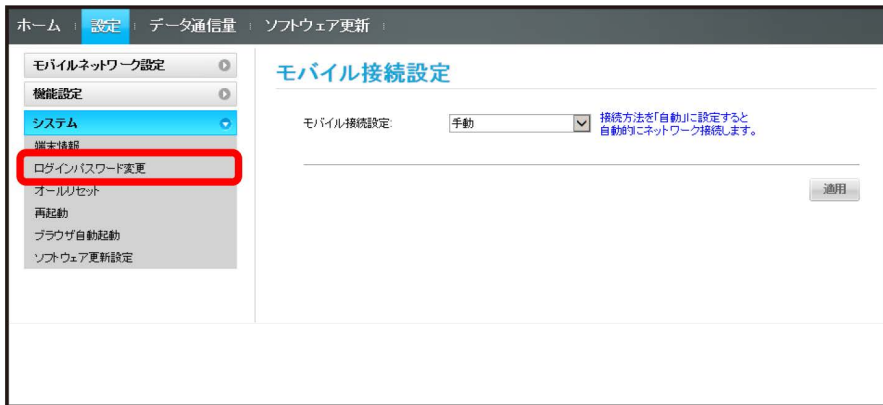 ホーム 設定 データ通信量 ソフトウェア更新
モバイルネットワーク設定
機能設定
システム
端末情報
ログインパスワード変更
オールリセット
再起動
ブラウザ自動起動
ソフトウェア更新設定
モバイル接続設定
モバイル接続設定: 手動
接続方法を「自動」に設定すると
自動的にネットワーク接続します。
適用